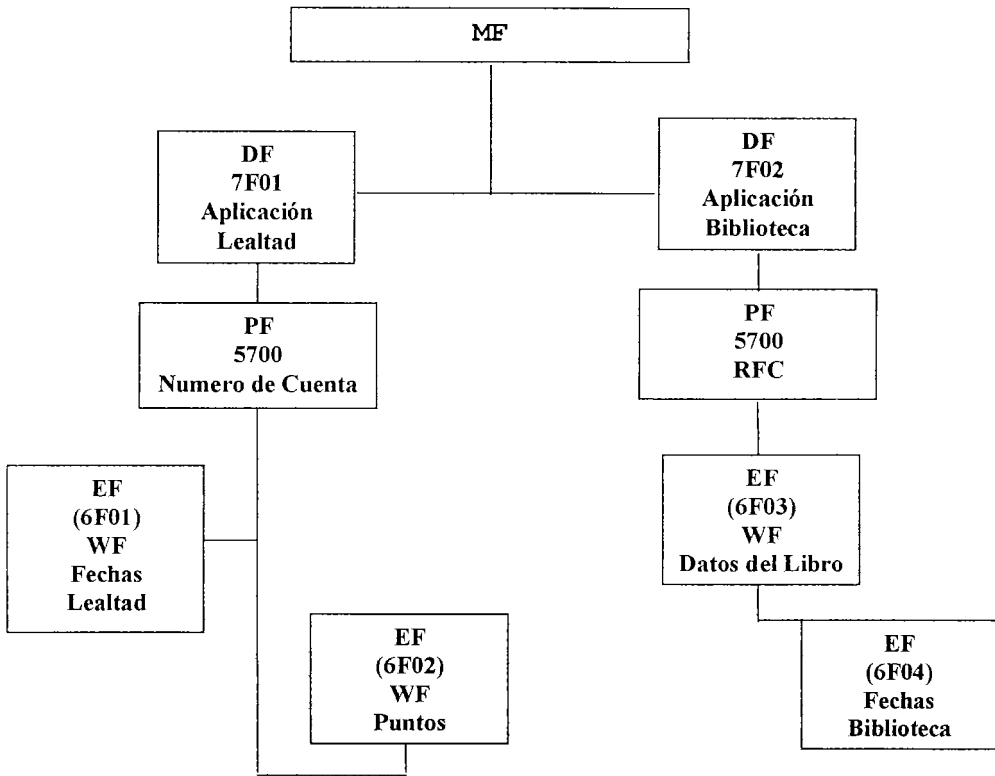 MF
DF
7F01
Aplicación
Lealtad
DF
7F02
Aplicación
Biblioteca
PF
5700
Numero de Cuenta
PF
5700
RFC
EF
(6F01)
WF
Fechas
Lealtad
EF
(6F03)
WF
Datos del Libro
EF
(6F02)
WF
Puntos
EF
(6F04)
Fechas
Biblioteca